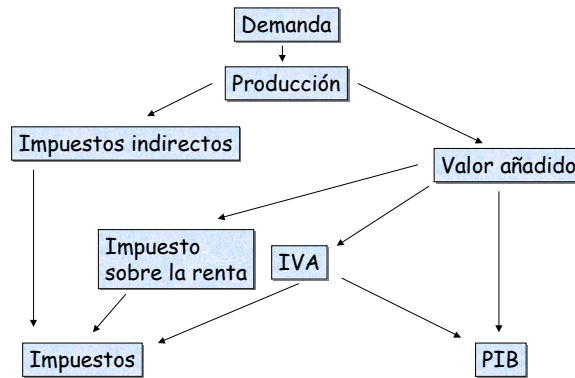 Demanda
Producción
Impuestos indirectos
Valor añadido
Impuesto
sobre la renta
IVA
Impuestos
PIB